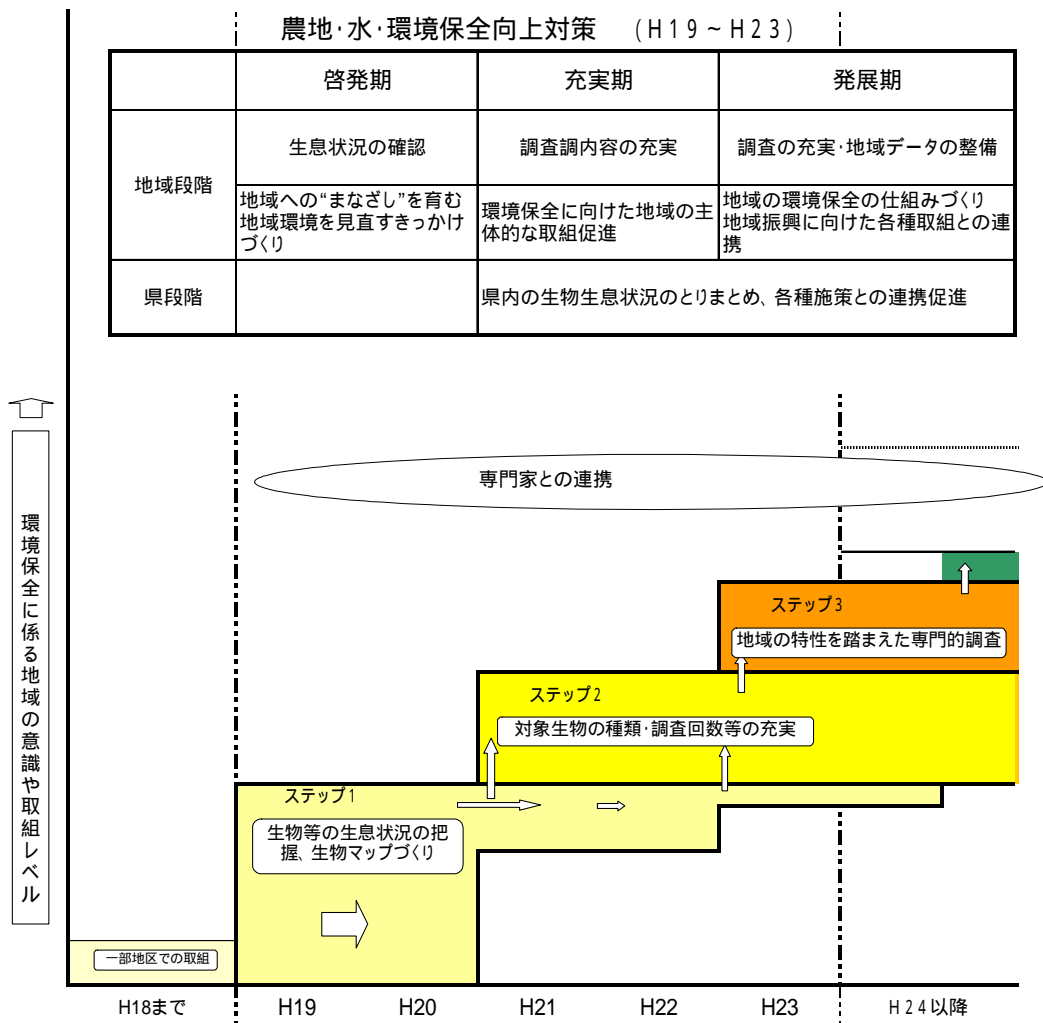 農地・水・環境保全向上対策 (H19～H23)
啓発期
充実期
発展期
地域段階
生息状況の確認
調査調内容の充実
調査の充実・地域データの整備
地域への“まなざし”を育む
地域環境を見直すきっかけ
づくり
環境保全に向けた地域の主
体的な取組促進
地域の環境保全の仕組みづくり
地域振興に向けた各種取組との連
携
県段階
県内の生物生息状況のとりまとめ、各種施策との連携促進
環境保全に係る地域の意識や取組レベル
専門家との連携
ステップ3
地域の特性を踏まえた専門的調査
ステップ2
対象生物の種類・調査回数等の充実
ステップ1
生物等の生息状況の把
握、生物マップづくり
一部地区での取組
H18まで
H19
H20
H21
H22
H23
H24以降